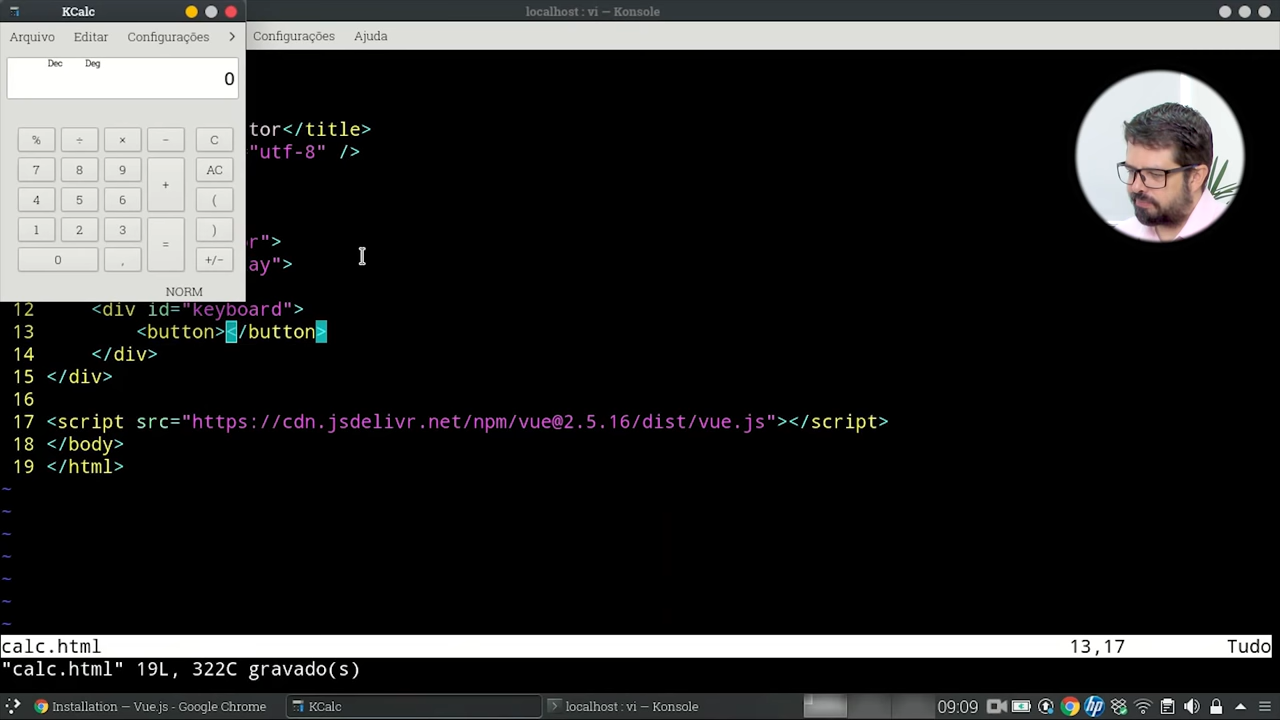 KCalc
localhost : vi — Konsole
Arquivo Editar Configurações > Configurações Ajuda
Dec Deg
0
% ÷ × − C
7 8 9 + AC
4 5 6 (
1 2 3 = )
0 , +/−
NORM
tor</title>
"utf-8" />
r">
ay">
12 <div id="keyboard">
13 <button></button>
14 </div>
15 </div>
16
17 <script src="https://cdn.jsdelivr.net/npm/vue@2.5.16/dist/vue.js"></script>
18 </body>
19 </html>
~
~
~
~
~
~
~
calc.html 13,17 Tudo
"calc.html" 19L, 322C gravado(s)
Installation — Vue.js - Google Chrome KCalc localhost : vi — Konsole 09:09